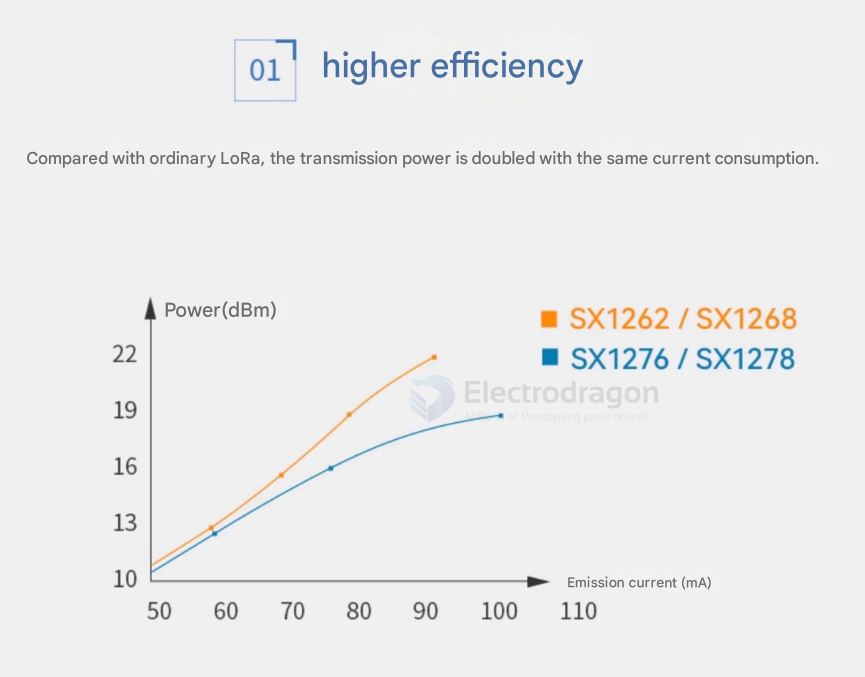 01
higher efficiency
Compared with ordinary LoRa, the transmission power is doubled with the same current consumption.
Power(dBm)
SX1262 / SX1268
SX1276 / SX1278
22
Electrodragon
of Prototyping parts online!
19
16
13
10
Emission current (mA)
50 60 70 80 90 100 110